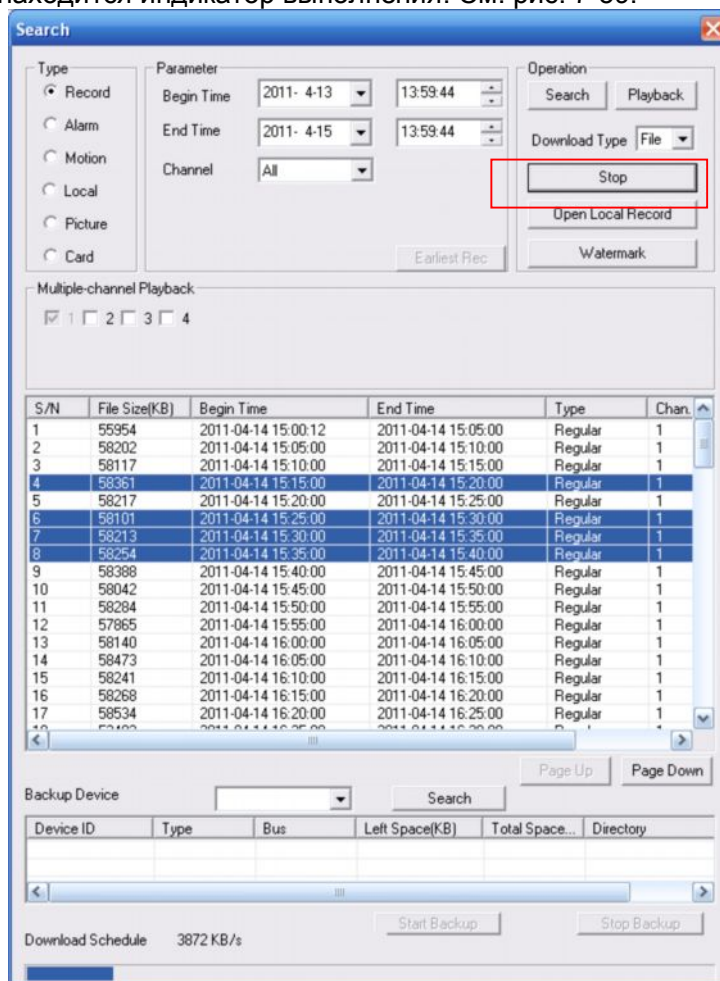 находится индикатор выполнения. См. рис. 7-39.
Search
Type
Record
Alarm
Motion
Local
Picture
Card
Parameter
Begin Time 2011- 4-13 13:59:44
End Time 2011- 4-15 13:59:44
Channel All
Earliest Rec
Operation
Search Playback
Download Type File
Stop
Open Local Record
Watermark
Multiple-channel Playback
1 2 3 4
S/N File Size(KB) Begin Time End Time Type Chan.
1 55954 2011-04-14 15:00:12 2011-04-14 15:05:00 Regular 1
2 58202 2011-04-14 15:05:00 2011-04-14 15:10:00 Regular 1
3 58117 2011-04-14 15:10:00 2011-04-14 15:15:00 Regular 1
4 58361 2011-04-14 15:15:00 2011-04-14 15:20:00 Regular 1
5 58217 2011-04-14 15:20:00 2011-04-14 15:25:00 Regular 1
6 58101 2011-04-14 15:25:00 2011-04-14 15:30:00 Regular 1
7 58213 2011-04-14 15:30:00 2011-04-14 15:35:00 Regular 1
8 58254 2011-04-14 15:35:00 2011-04-14 15:40:00 Regular 1
9 58388 2011-04-14 15:40:00 2011-04-14 15:45:00 Regular 1
10 58042 2011-04-14 15:45:00 2011-04-14 15:50:00 Regular 1
11 58284 2011-04-14 15:50:00 2011-04-14 15:55:00 Regular 1
12 57865 2011-04-14 15:55:00 2011-04-14 16:00:00 Regular 1
13 58140 2011-04-14 16:00:00 2011-04-14 16:05:00 Regular 1
14 58473 2011-04-14 16:05:00 2011-04-14 16:10:00 Regular 1
15 58241 2011-04-14 16:10:00 2011-04-14 16:15:00 Regular 1
16 58268 2011-04-14 16:15:00 2011-04-14 16:20:00 Regular 1
17 58534 2011-04-14 16:20:00 2011-04-14 16:25:00 Regular 1
Page Up Page Down
Backup Device Search
Device ID Type Bus Left Space(KB) Total Space... Directory
Start Backup Stop Backup
Download Schedule 3872 KB/s